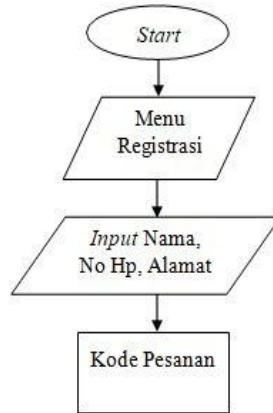 Start
Menu
Registrasi
Input Nama,
No Hp, Alamat
Kode Pesanan